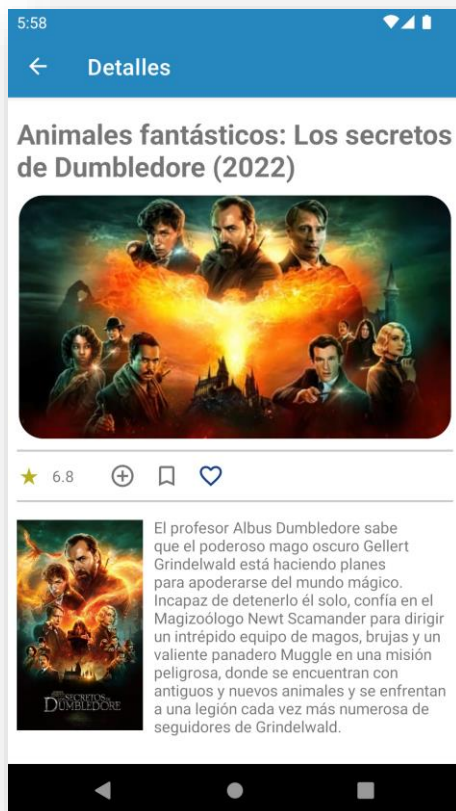 5:58
Detalles
Animales fantásticos: Los secretos
de Dumbledore (2022)
6.8
El profesor Albus Dumbledore sabe
que el poderoso mago oscuro Gellert
Grindelwald está haciendo planes
para apoderarse del mundo mágico.
Incapaz de detenerlo él solo, confía en el
Magizoólogo Newt Scamander para dirigir
un intrépido equipo de magos, brujas y un
valiente panadero Muggle en una misión
peligrosa, donde se encuentran con
antiguos y nuevos animales y se enfrentan
a una legión cada vez más numerosa de
seguidores de Grindelwald.
SECRETOS DE
DUMBLEDORE